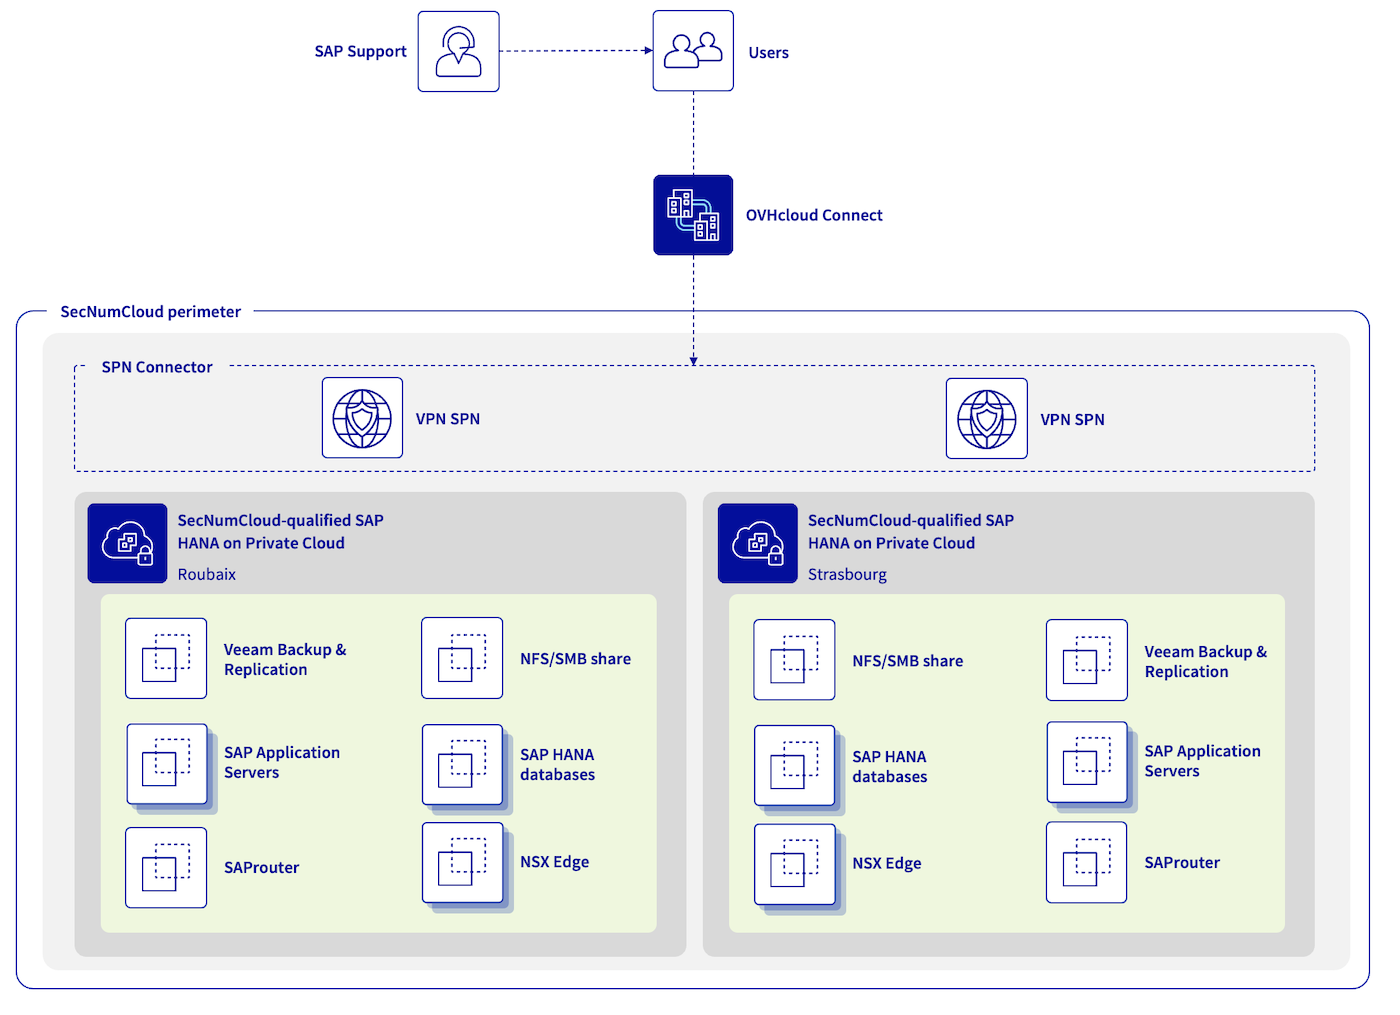 SAP Support
Users
OVHcloud Connect
SecNumCloud perimeter
SPN Connector
VPN SPN
VPN SPN
SecNumCloud-qualified SAP
HANA on Private Cloud
Roubaix
Veeam Backup &
Replication
NFS/SMB share
SAP Application
Servers
SAP HANA
databases
SAProuter
NSX Edge
SecNumCloud-qualified SAP
HANA on Private Cloud
Strasbourg
NFS/SMB share
Veeam Backup &
Replication
SAP HANA
databases
SAP Application
Servers
NSX Edge
SAProuter